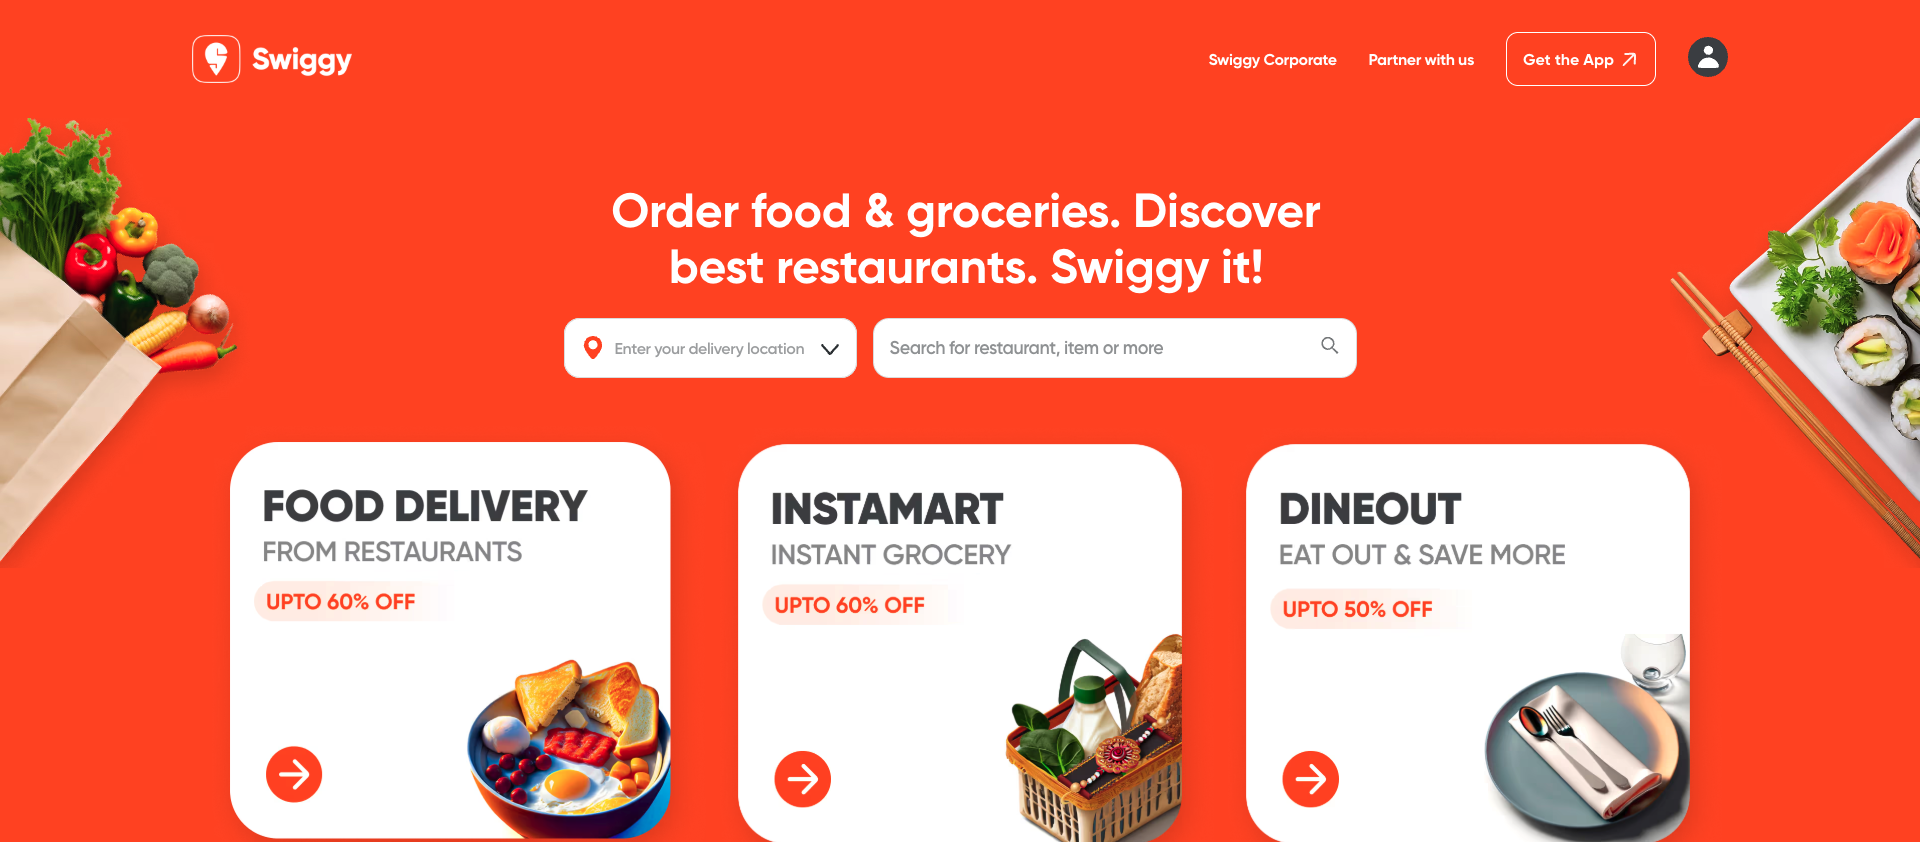 Swiggy
Swiggy Corporate
Partner with us
Get the App
Order food & groceries. Discover
best restaurants. Swiggy it!
Enter your delivery location
Search for restaurant, item or more
FOOD DELIVERY
FROM RESTAURANTS
UPTO 60% OFF
INSTAMART
INSTANT GROCERY
UPTO 60% OFF
DINEOUT
EAT OUT & SAVE MORE
UPTO 50% OFF